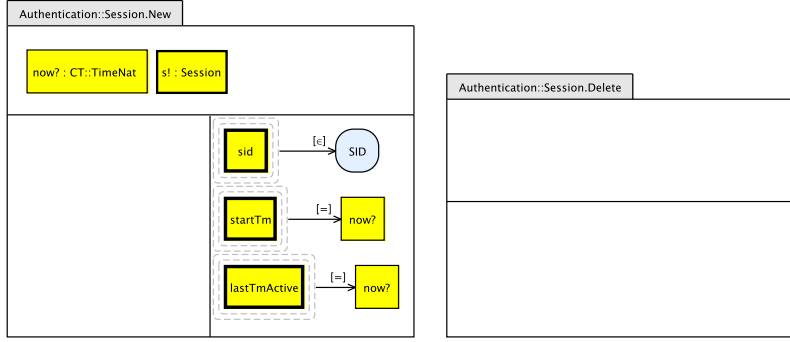 Authentication::Session.New
now? : CT::TimeNat
s! : Session
sid
[∈]
SID
startTm
[=]
now?
lastTmActive
[=]
now?
Authentication::Session.Delete